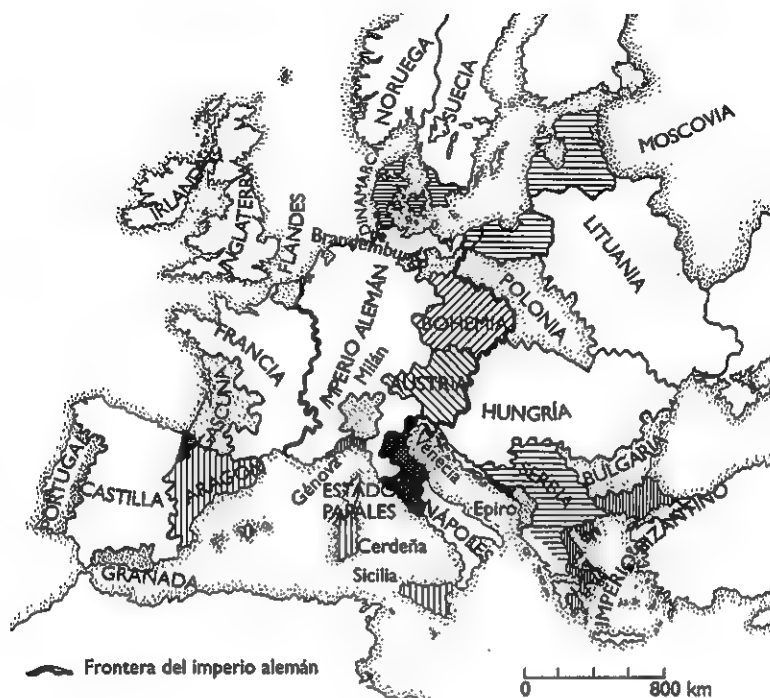 NORUEGA
SUECIA
MOSCOVIA
IRLANDA
INGLATERRA
FLANDES
DINAMARCA
Brandemburgo
LITUANIA
POLONIA
FRANCIA
IMPERIO ALEMÁN
BOHEMIA
Milán
AUSTRIA
HUNGRÍA
GASCUÑA
PORTUGAL
CASTILLA
ARAGÓN
Génova
Venecia
SERBIA
BULGARIA
ESTADO
PAPALES
NÁPOLES
Epiro
IMPERIO BIZANTINO
Cerdeña
GRANADA
Sicilia
Frontera del imperio alemán
0 800 km